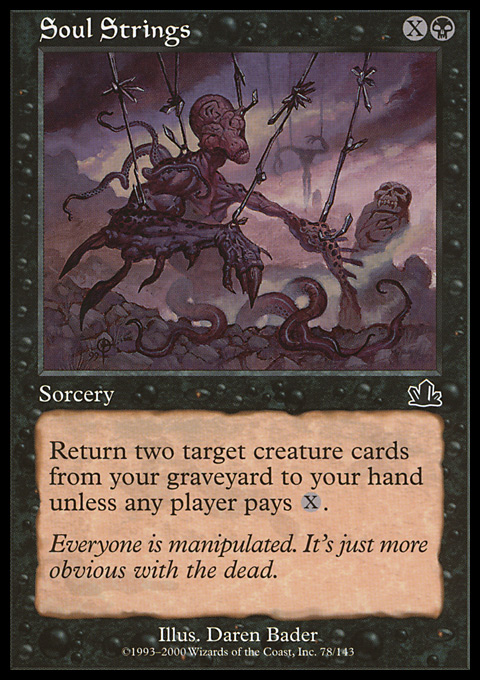 Soul Strings X
Sorcery
Return two target creature cards
from your graveyard to your hand
unless any player pays X.
Everyone is manipulated. It's just more
obvious with the dead.
Illus. Daren Bader
©1993–2000 Wizards of the Coast, Inc. 78/143